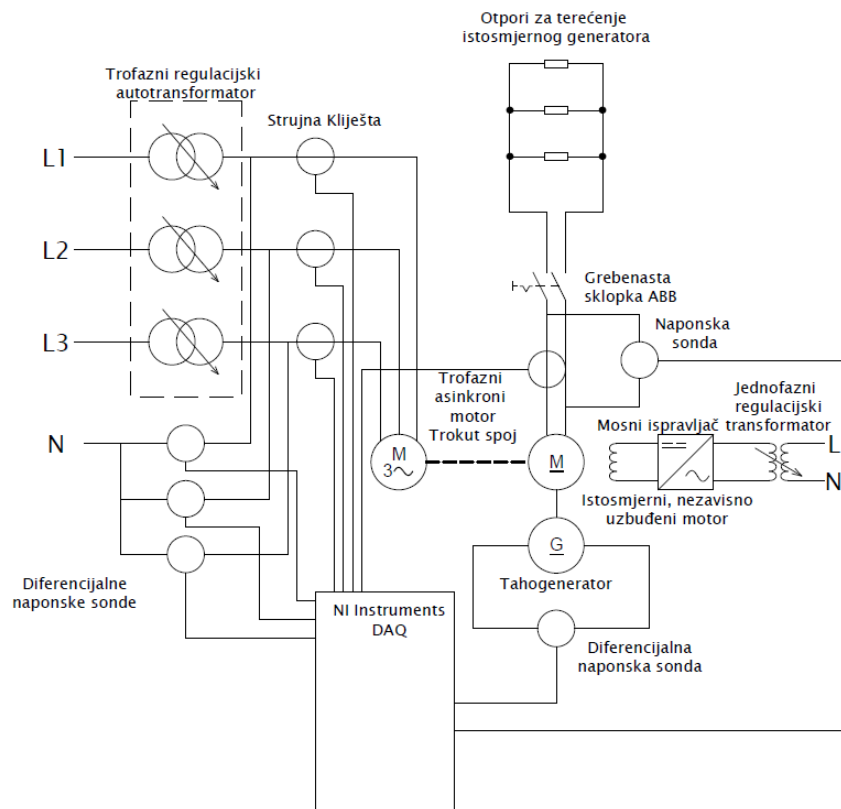 Otpori za terećenje
istosmjernog generatora
Trofazni regulacijski
autotransformator
Strujna Kliješta
L1
L2
Grebenasta
sklopka ABB
L3
Naponska
sonda
Trofazni
asinkroni
motor
Trokut spoj
Jednofazni
regulacijski
transformator
Mosni ispravljač
N
L
N
M
3~
M
Istosmjerni, nezavisno
uzbuđeni motor
G
Tahogenerator
Diferencijalne
naponske sonde
NI Instruments
DAQ
Diferencijalna
naponska sonda